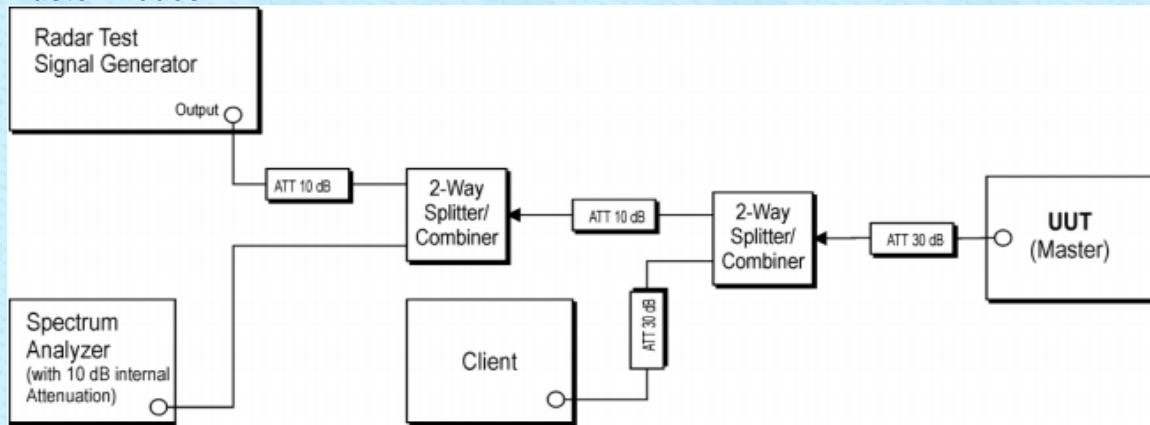 Radar Test
Signal Generator
Output
ATT 10 dB
2-Way
Splitter/
Combiner
ATT 10 dB
2-Way
Splitter/
Combiner
ATT 30 dB
UUT
(Master)
Spectrum
Analyzer
(with 10 dB internal
Attenuation)
Client
ATT 30 dB